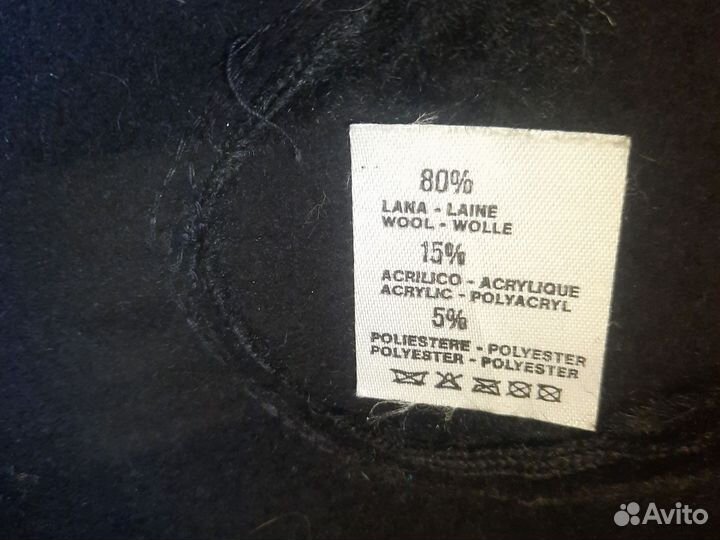 80%
LANA - LAINE
WOOL - WOLLE
15%
ACRILICO - ACRYLIQUE
ACRYLIC - POLYACRYL
5%
POLIESTERE - POLYESTER
POLYESTER - POLYESTER
Avito